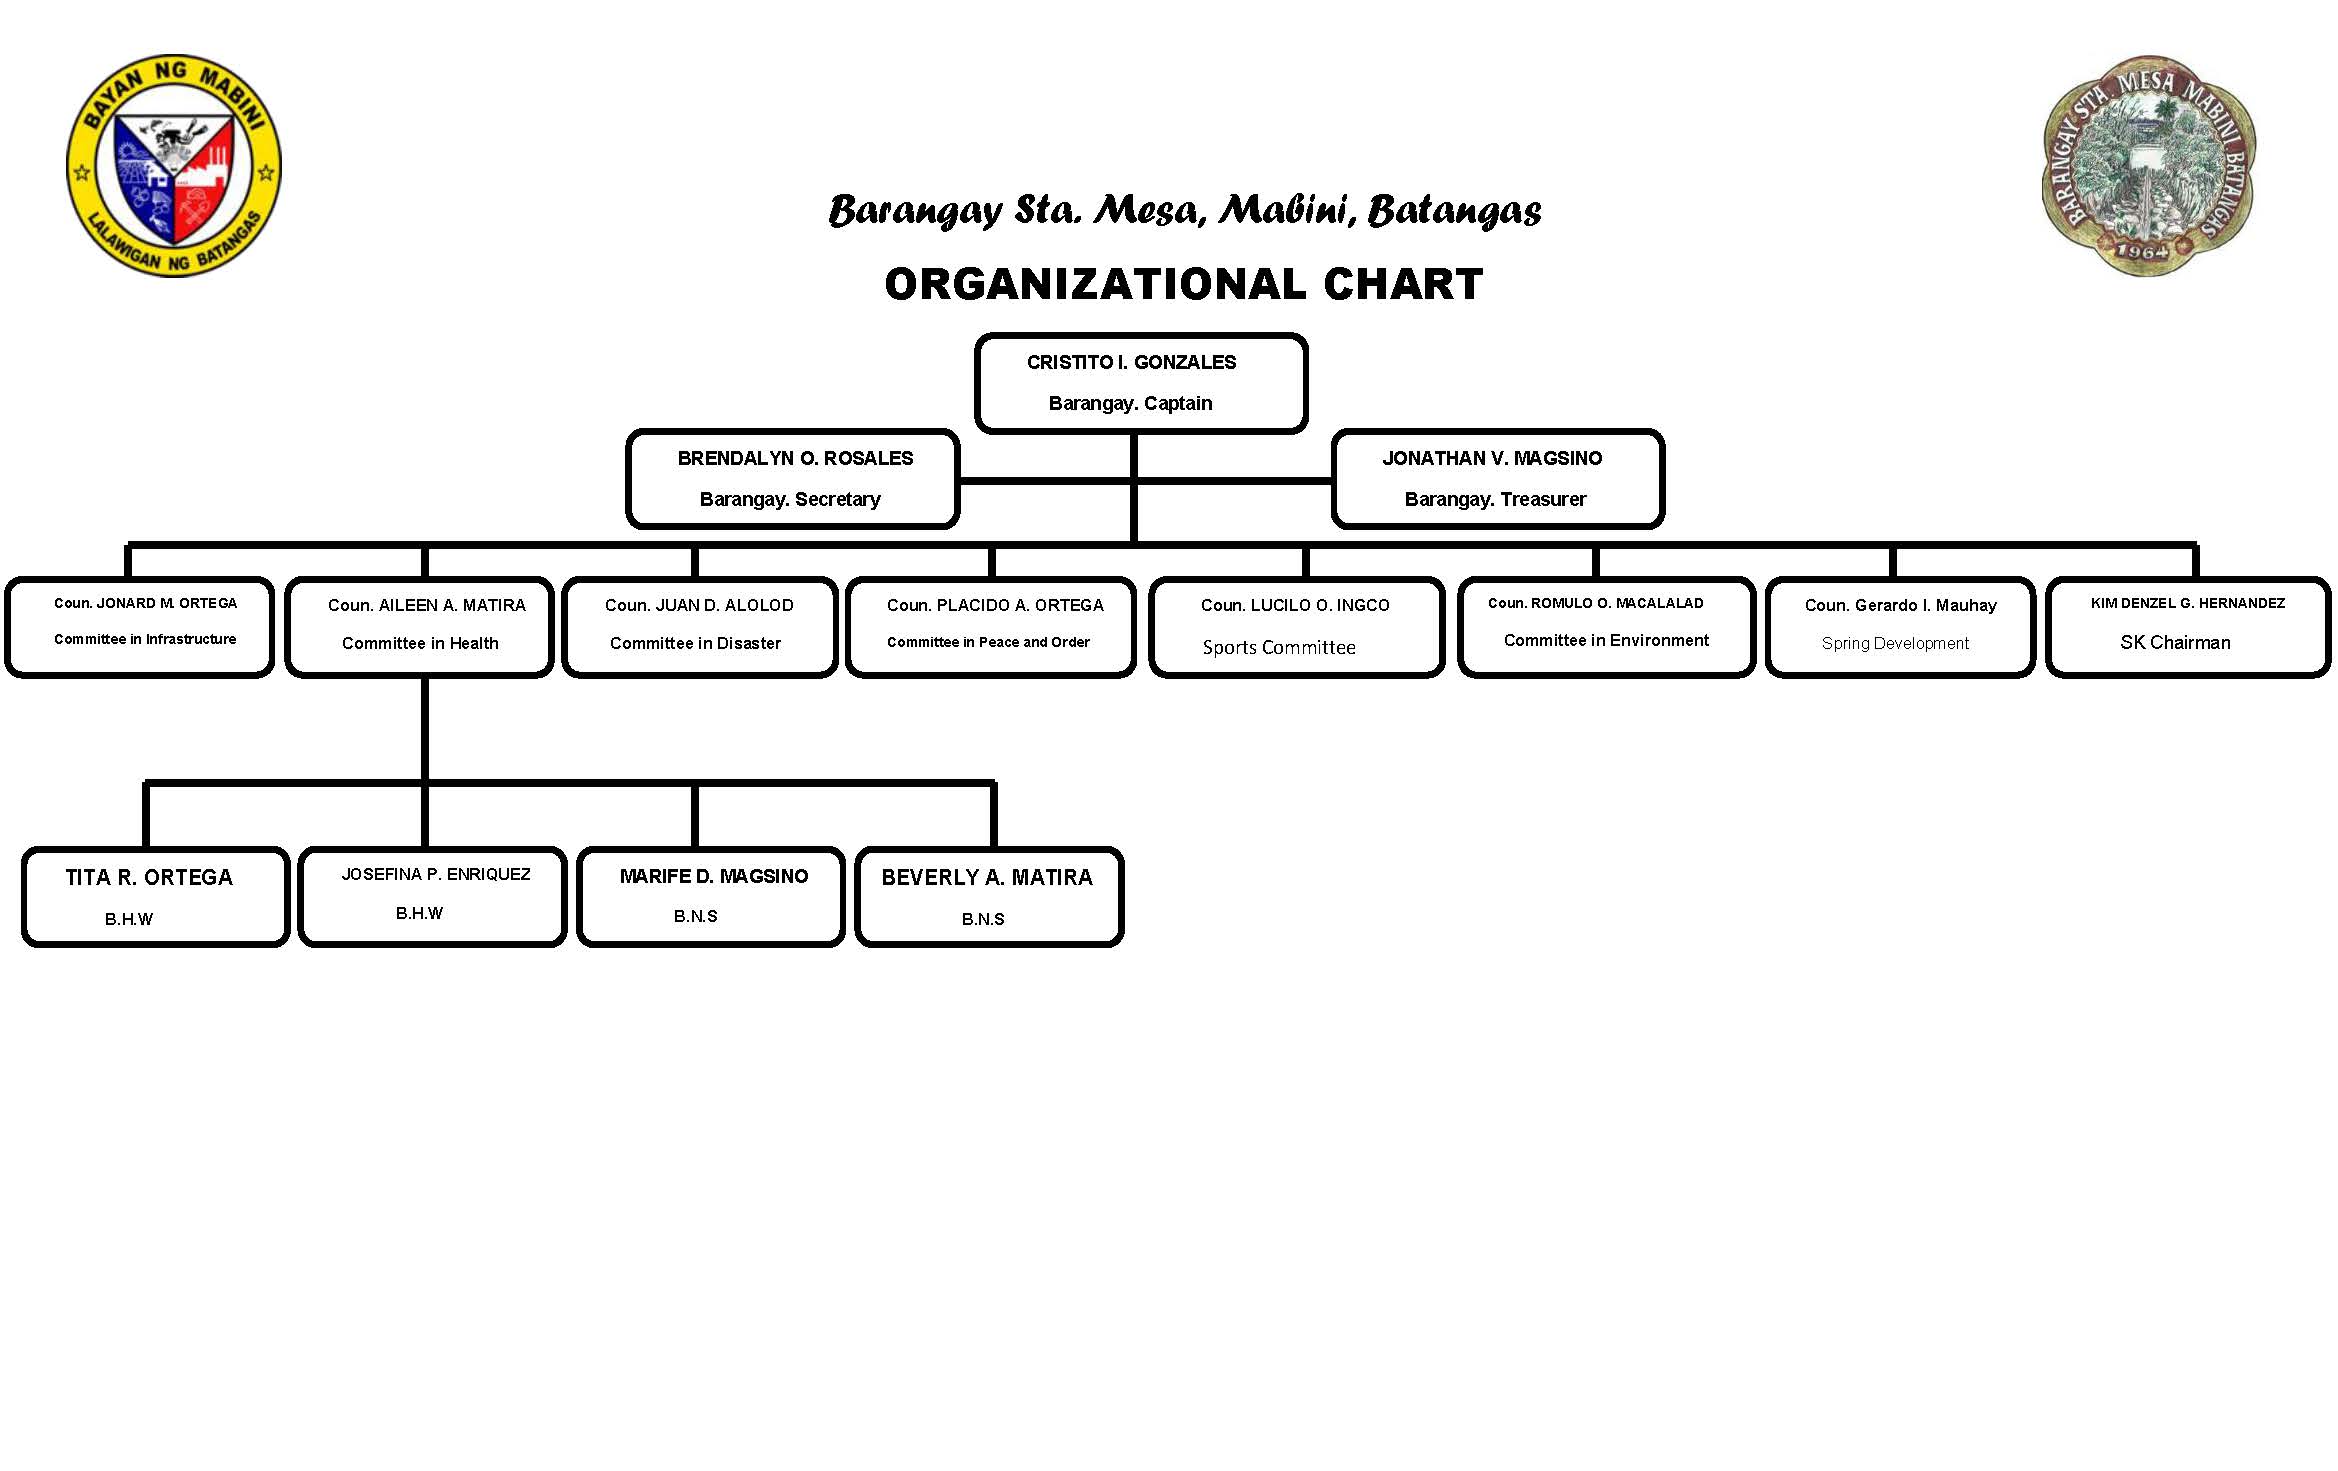 BAYAN NG MABINI
LALAWIGAN NG BATANGAS
BARANGAY STA. MESA MABINI BATANGAS
1964
Barangay Sta. Mesa, Mabini, Batangas
ORGANIZATIONAL CHART
CRISTITO I. GONZALES
Barangay. Captain
BRENDALYN O. ROSALES
Barangay. Secretary
JONATHAN V. MAGSINO
Barangay. Treasurer
Coun. JONARD M. ORTEGA
Committee in Infrastructure
Coun. AILEEN A. MATIRA
Committee in Health
Coun. JUAN D. ALOLOD
Committee in Disaster
Coun. PLACIDO A. ORTEGA
Committee in Peace and Order
Coun. LUCILO O. INGCO
Sports Committee
Coun. ROMULO O. MACALALAD
Committee in Environment
Coun. Gerardo I. Mauhay
Spring Development
KIM DENZEL G. HERNANDEZ
SK Chairman
TITA R. ORTEGA
B.H.W
JOSEFINA P. ENRIQUEZ
B.H.W
MARIFE D. MAGSINO
B.N.S
BEVERLY A. MATIRA
B.N.S